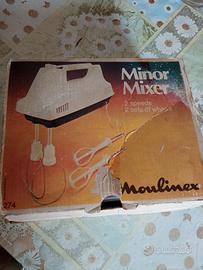 Minor
Mixer
2 speeds
2 sets of whisks
Moulinex
274